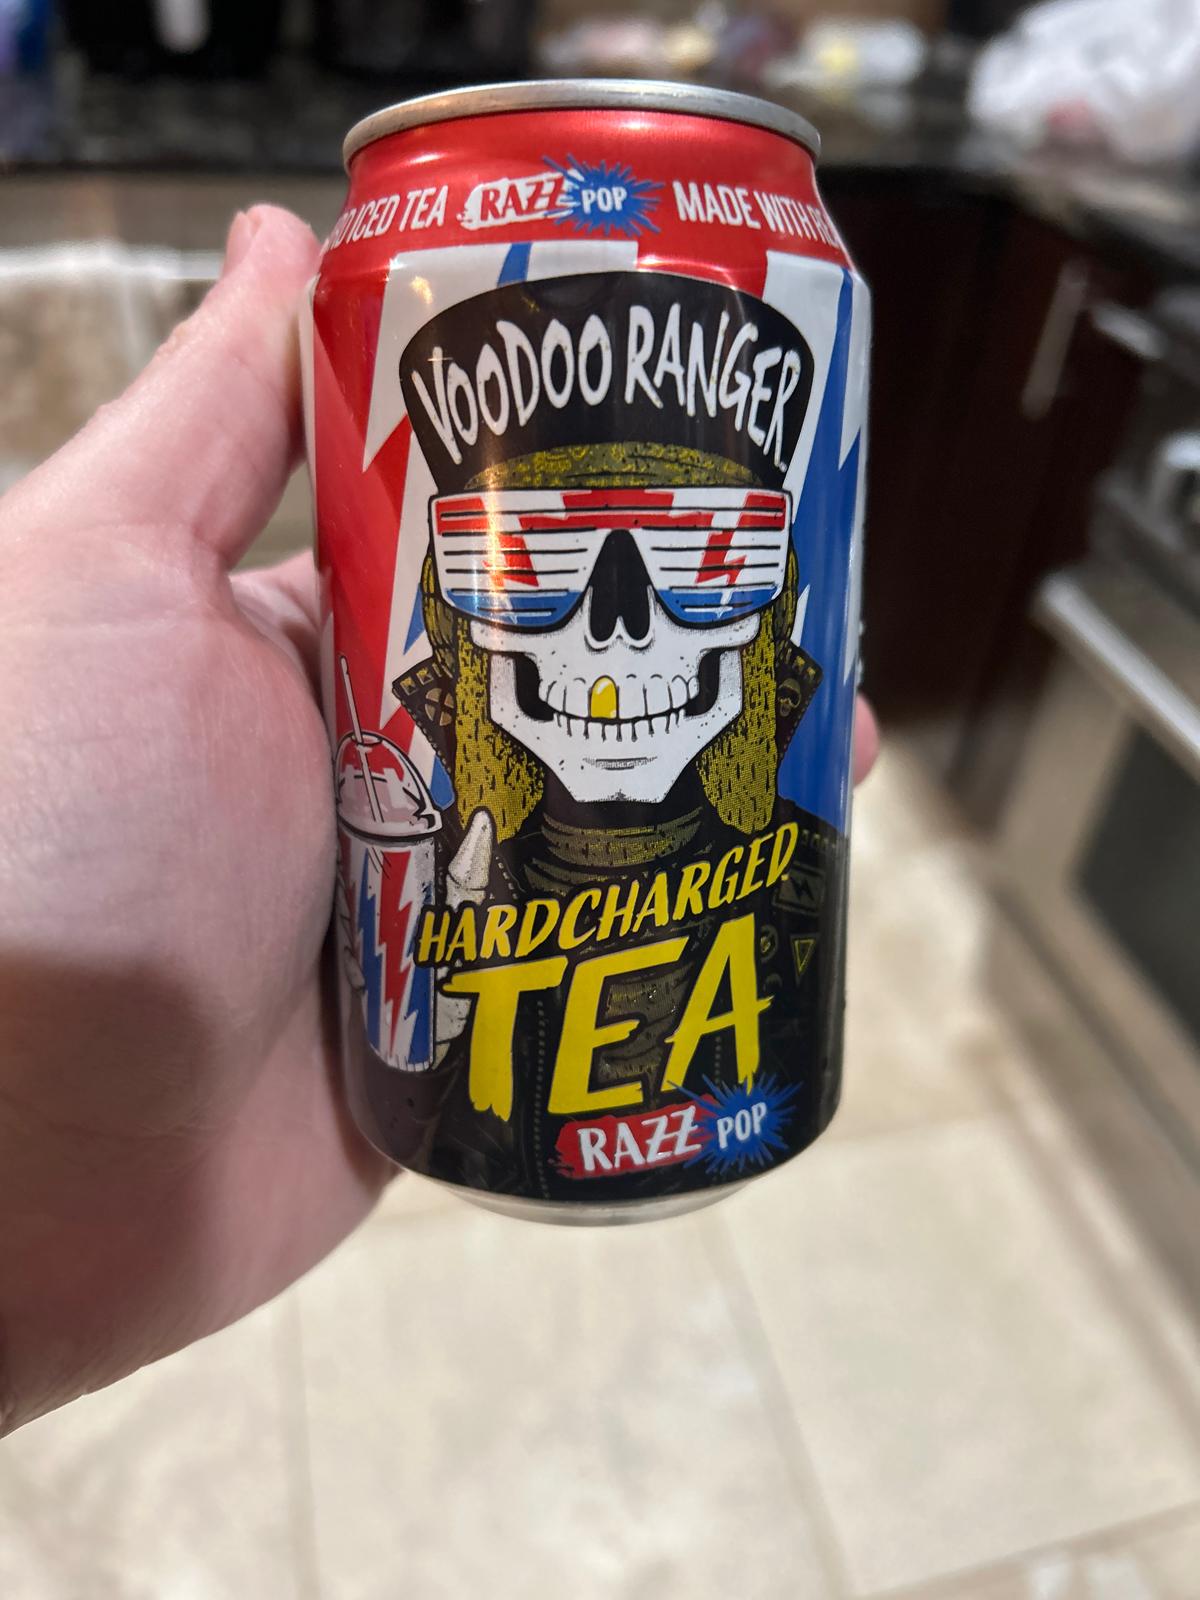 ICED TEA RAZZ POP MADE WITH
VOODOO RANGER
HARDCHARGED
TEA
RAZZ POP